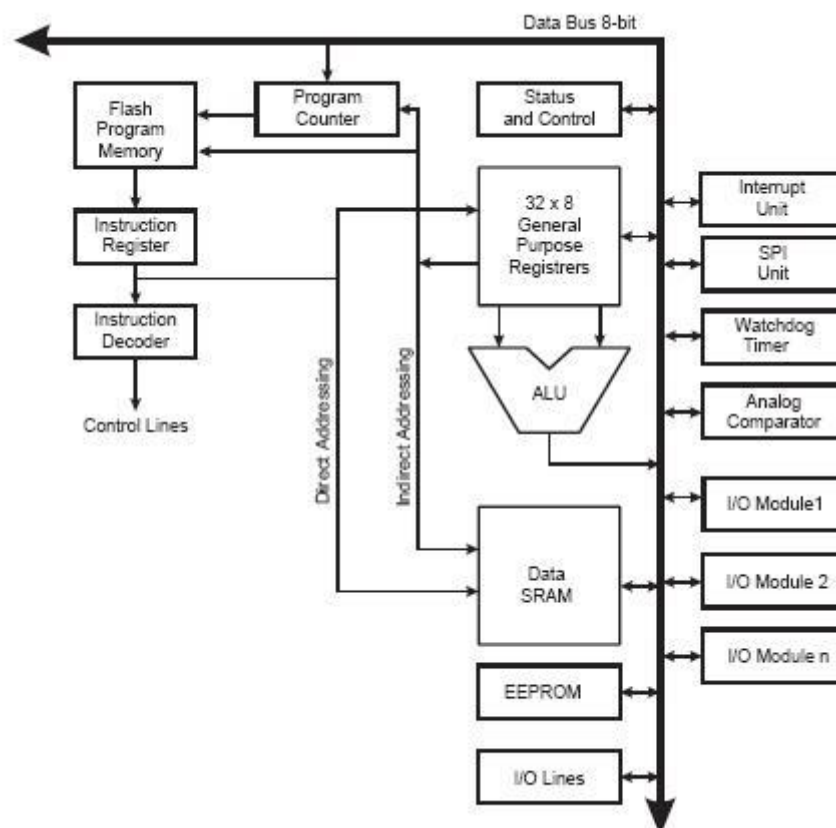 Data Bus 8-bit
Flash
Program
Memory
Program
Counter
Status
and Control
Interrupt
Unit
32 x 8
General
Purpose
Registrers
Instruction
Register
SPI
Unit
Instruction
Decoder
Watchdog
Timer
ALU
Analog
Comparator
Control Lines
Direct Addressing
Indirect Addressing
I/O Module1
Data
SRAM
I/O Module 2
I/O Module n
EEPROM
I/O Lines